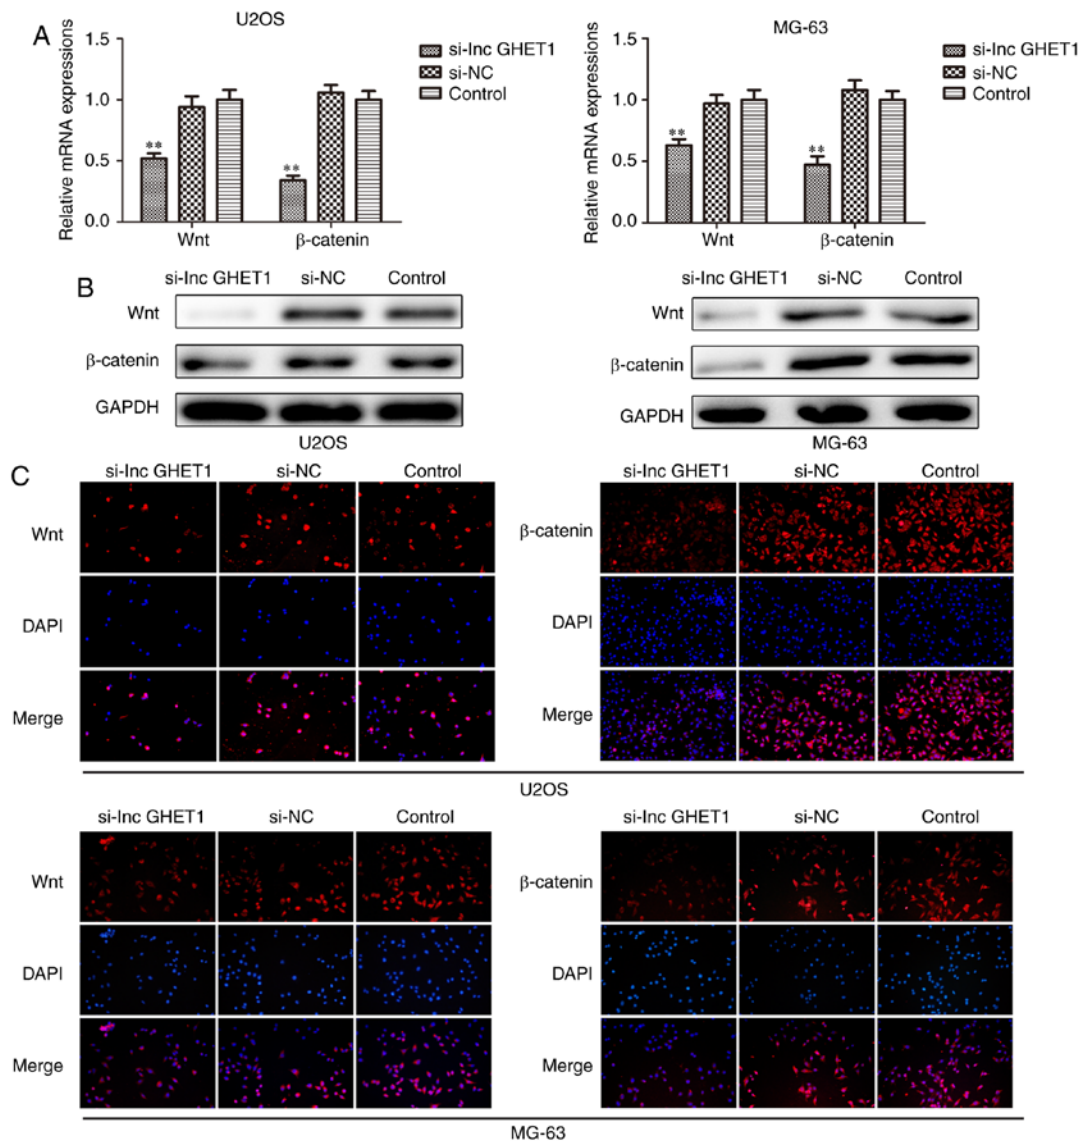 A
U2OS
Relative mRNA expressions
1.5
1.0
0.5
0.0
**
**
Wnt
β-catenin
si-lnc GHET1
si-NC
Control
MG-63
Relative mRNA expressions
1.5
1.0
0.5
0.0
**
**
Wnt
β-catenin
si-lnc GHET1
si-NC
Control
B
si-lnc GHET1 si-NC Control
Wnt
β-catenin
GAPDH
U2OS
si-lnc GHET1 si-NC Control
Wnt
β-catenin
GAPDH
MG-63
C
si-lnc GHET1 si-NC Control
Wnt
DAPI
Merge
si-lnc GHET1 si-NC Control
β-catenin
DAPI
Merge
U2OS
si-lnc GHET1 si-NC Control
Wnt
DAPI
Merge
si-lnc GHET1 si-NC Control
β-catenin
DAPI
Merge
MG-63